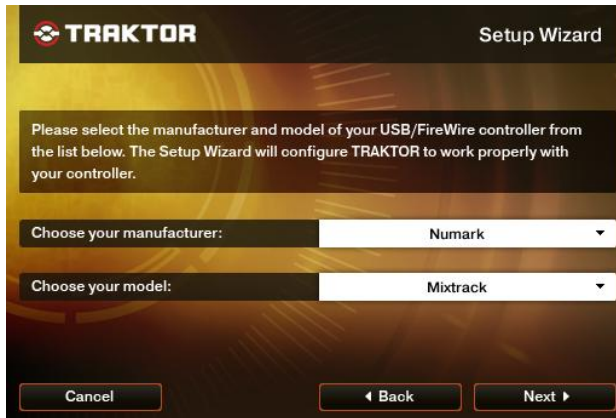 TRAKTOR
Setup Wizard
Please select the manufacturer and model of your USB/FireWire controller from
the list below. The Setup Wizard will configure TRAKTOR to work properly with
your controller.
Choose your manufacturer:
Numark
Choose your model:
Mixtrack
Cancel
Back
Next